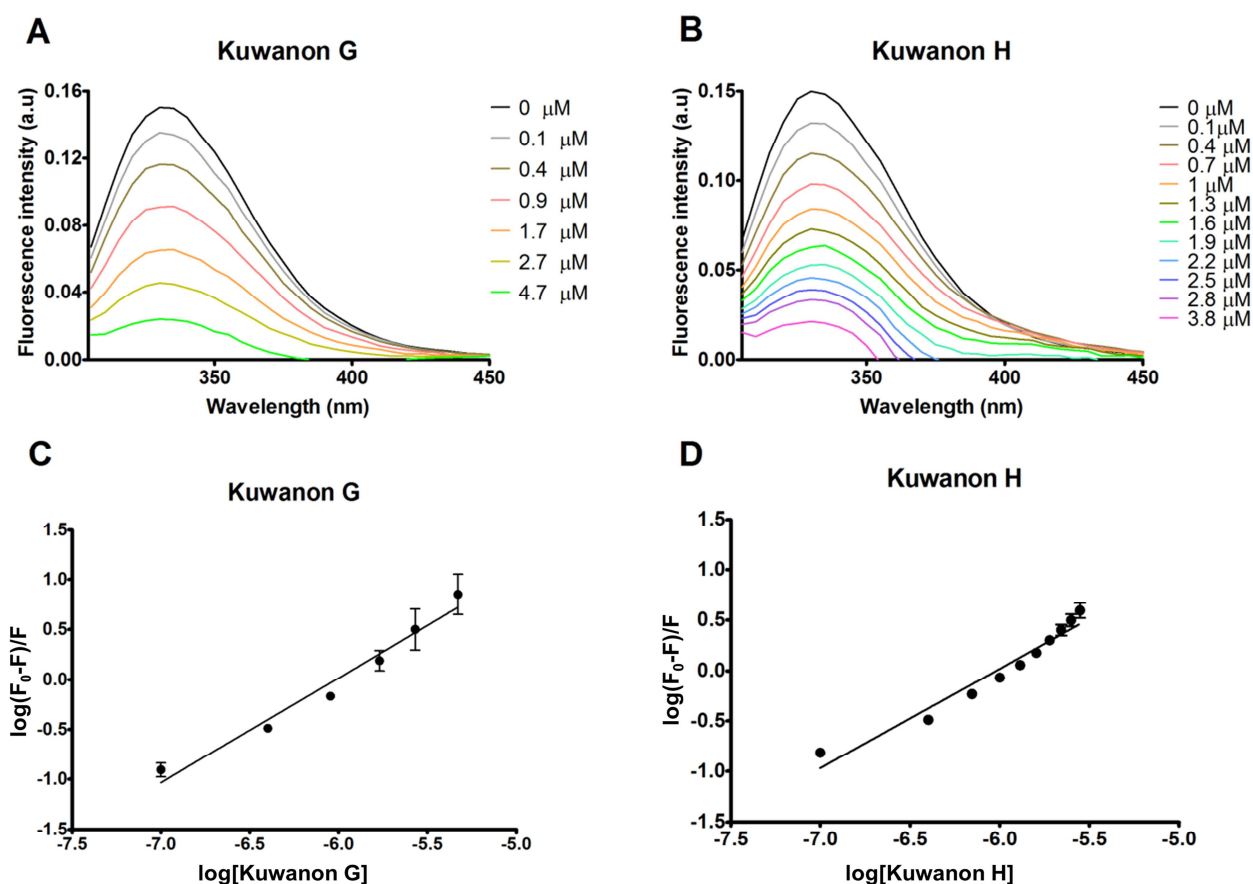 A
Kuwanon G
Fluorescence intensity (a.u)
0.16
0.12
0.08
0.04
0.00
350
400
450
Wavelength (nm)
0 μM
0.1 μM
0.4 μM
0.9 μM
1.7 μM
2.7 μM
4.7 μM
B
Kuwanon H
Fluorescence intensity (a.u)
0.15
0.10
0.05
0.00
350
400
450
Wavelength (nm)
0 μM
0.1μM
0.4 μM
0.7 μM
1 μM
1.3 μM
1.6 μM
1.9 μM
2.2 μM
2.5 μM
2.8 μM
3.8 μM
C
Kuwanon G
log(F₀-F)/F
1.5
1.0
0.5
0.0
-0.5
-1.0
-1.5
-7.5
-7.0
-6.5
-6.0
-5.5
-5.0
log[Kuwanon G]
D
Kuwanon H
log(F₀-F)/F
1.5
1.0
0.5
0.0
-0.5
-1.0
-1.5
-7.5
-7.0
-6.5
-6.0
-5.5
-5.0
log[Kuwanon H]